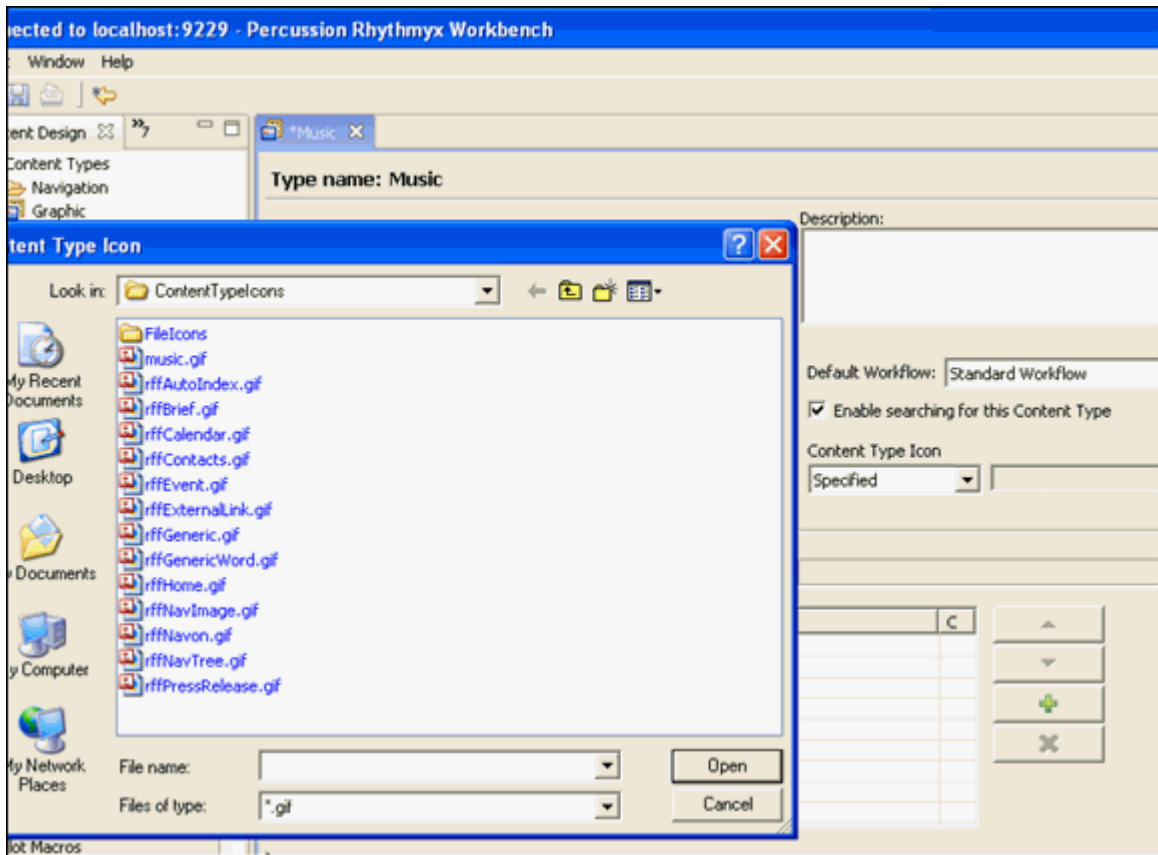 ected to localhost:9229 - Percussion Rhythmyx Workbench
Window Help
ent Design
7
*Music
Content Types
Navigation
Graphic
Type name: Music
Description:
tent Type Icon
Look in:
ContentTypeIcons
FileIcons
music.gif
rffAutoIndex.gif
rffBrief.gif
rffCalendar.gif
rffContacts.gif
rffEvent.gif
rffExternalLink.gif
rffGeneric.gif
rffGenericWord.gif
rffHome.gif
rffNavImage.gif
rffNavon.gif
rffNavTree.gif
rffPressRelease.gif
My Recent
Documents
Desktop
Documents
y Computer
My Network
Places
File name:
Open
Files of type:
*.gif
Cancel
Default Workflow:
Standard Workflow
Enable searching for this Content Type
Content Type Icon
Specified
C
lot Macros